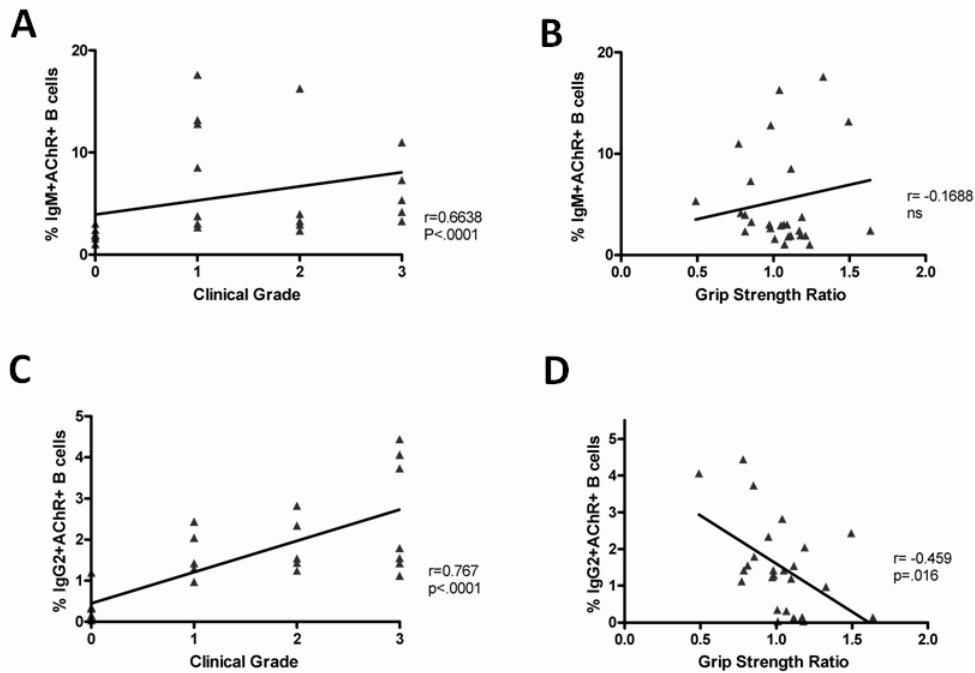 A
% IgM+AChR+ B cells
20
10
0
0
1
2
3
Clinical Grade
r=0.6638
P<.0001
B
% IgM+AChR+ B cells
20
10
0
0.0
0.5
1.0
1.5
2.0
Grip Strength Ratio
r= -0.1688
ns
C
% IgG2+AChR+ B cells
5
4
3
2
1
0
0
1
2
3
Clinical Grade
r=0.767
p<.0001
D
% IgG2+AChR+ B cells
5
4
3
2
1
0
0.0
0.5
1.0
1.5
2.0
Grip Strength Ratio
r= -0.459
p=.016